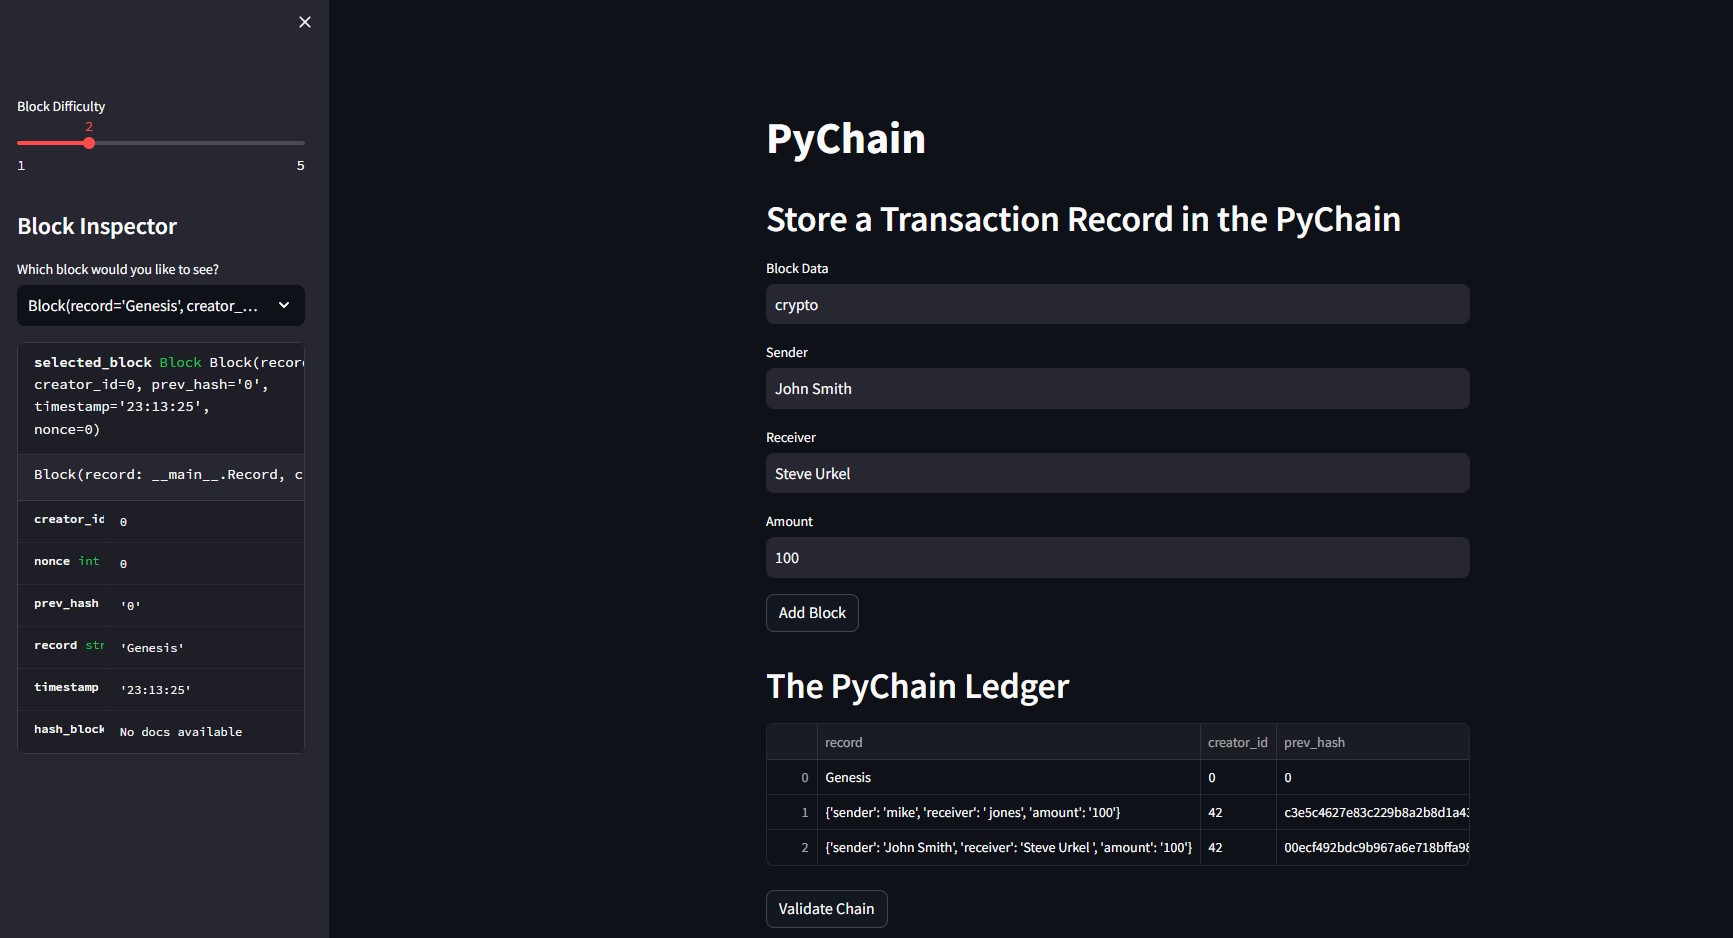 Block Difficulty
2
1 5
Block Inspector
Which block would you like to see?
Block(record='Genesis', creator_...
selected_block Block Block(recor
creator_id=0, prev_hash='0',
timestamp='23:13:25',
nonce=0)
Block(record: __main__.Record, c
creator_id 0
nonce int 0
prev_hash '0'
record str 'Genesis'
timestamp '23:13:25'
hash_block No docs available
PyChain
Store a Transaction Record in the PyChain
Block Data
crypto
Sender
John Smith
Receiver
Steve Urkel
Amount
100
Add Block
The PyChain Ledger
record creator_id prev_hash
0 Genesis 0 0
1 {'sender': 'mike', 'receiver': ' jones', 'amount': '100'} 42 c3e5c4627e83c229b8a2b8d1a43
2 {'sender': 'John Smith', 'receiver': 'Steve Urkel ', 'amount': '100'} 42 00ecf492bdc9b967a6e718bffa98
Validate Chain